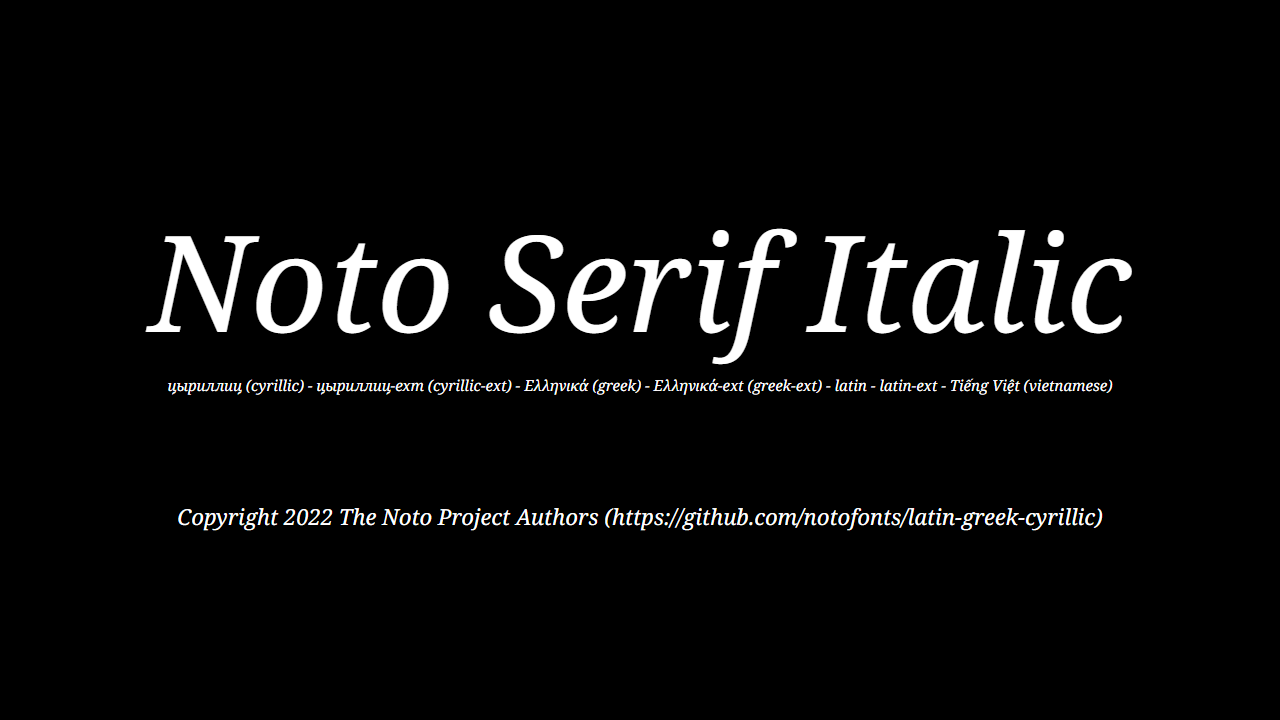 Noto Serif Italic
цыриллиц (cyrillic) - цыриллиц-ехт (cyrillic-ext) - Ελληνικά (greek) - Ελληνικά-ext (greek-ext) - latin - latin-ext - Tiếng Việt (vietnamese)
Copyright 2022 The Noto Project Authors (https://github.com/notofonts/latin-greek-cyrillic)